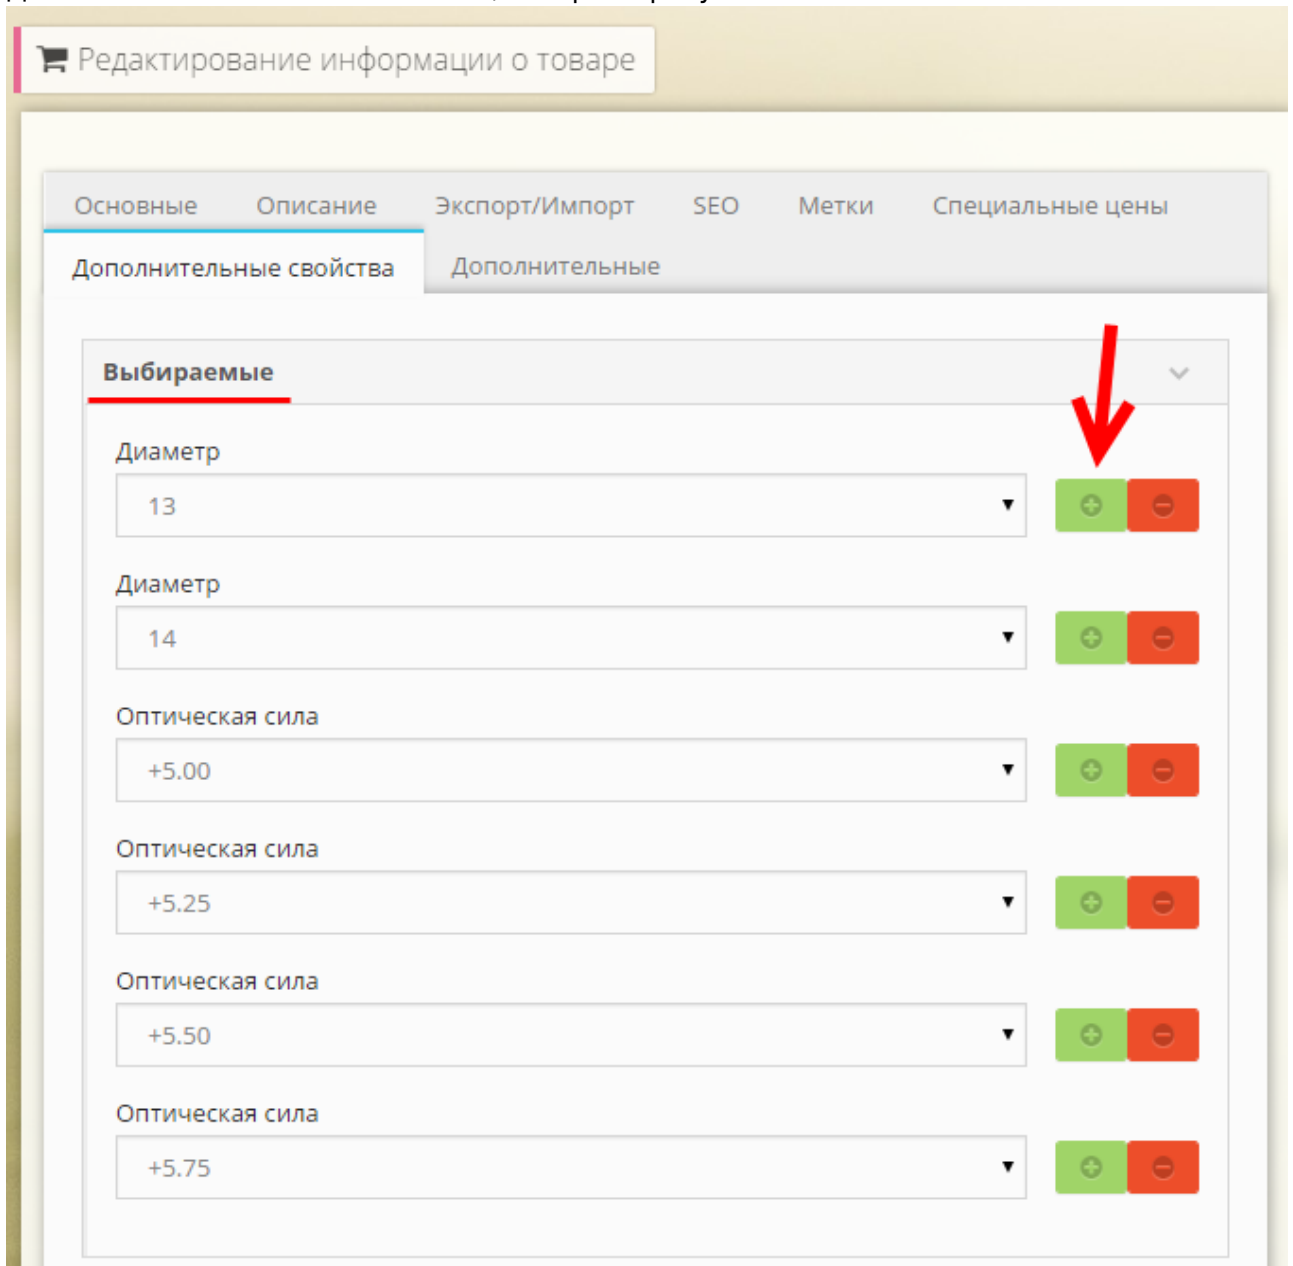 Редактирование информации о товаре
Основные Описание Экспорт/Импорт SEO Метки Специальные цены
Дополнительные свойства Дополнительные
Выбираемые
Диаметр
13
Диаметр
14
Оптическая сила
+5.00
Оптическая сила
+5.25
Оптическая сила
+5.50
Оптическая сила
+5.75